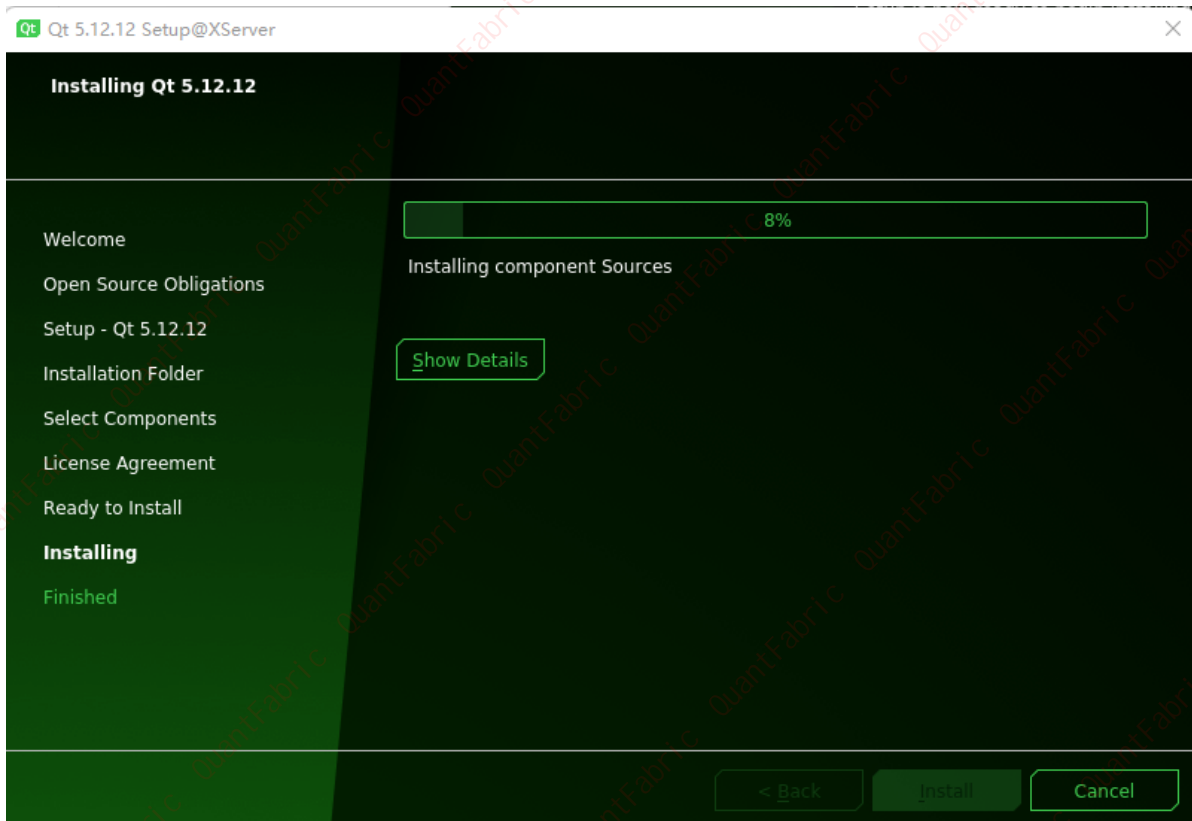 Qt Qt 5.12.12 Setup@XServer
Installing Qt 5.12.12
8%
Installing component Sources
Show Details
Welcome
Open Source Obligations
Setup - Qt 5.12.12
Installation Folder
Select Components
License Agreement
Ready to Install
Installing
Finished
< Back
Install
Cancel
QuantFabric